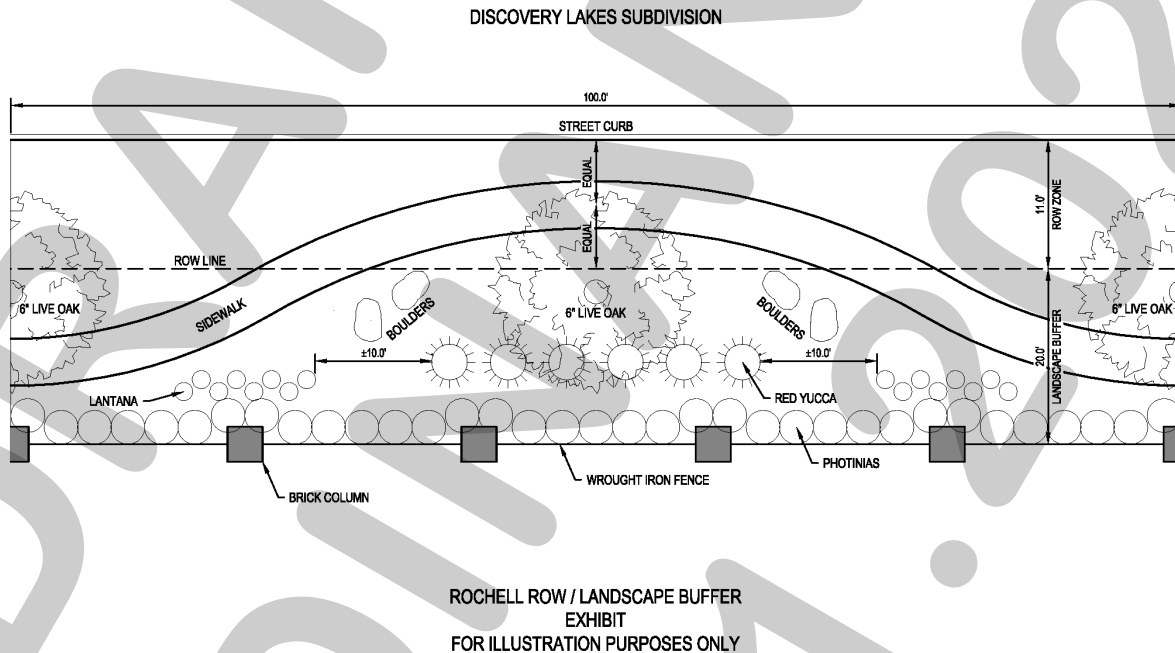 DISCOVERY LAKES SUBDIVISION
100.0'
STREET CURB
EQUAL
EQUAL
11.0'
ROW ZONE
ROW LINE
6" LIVE OAK
SIDEWALK
BOULDERS
6" LIVE OAK
BOULDERS
6" LIVE OAK
±10.0'
±10.0'
20.0'
LANDSCAPE BUFFER
LANTANA
RED YUCCA
PHOTINIAS
WROUGHT IRON FENCE
BRICK COLUMN
ROCHELL ROW / LANDSCAPE BUFFER
EXHIBIT
FOR ILLUSTRATION PURPOSES ONLY